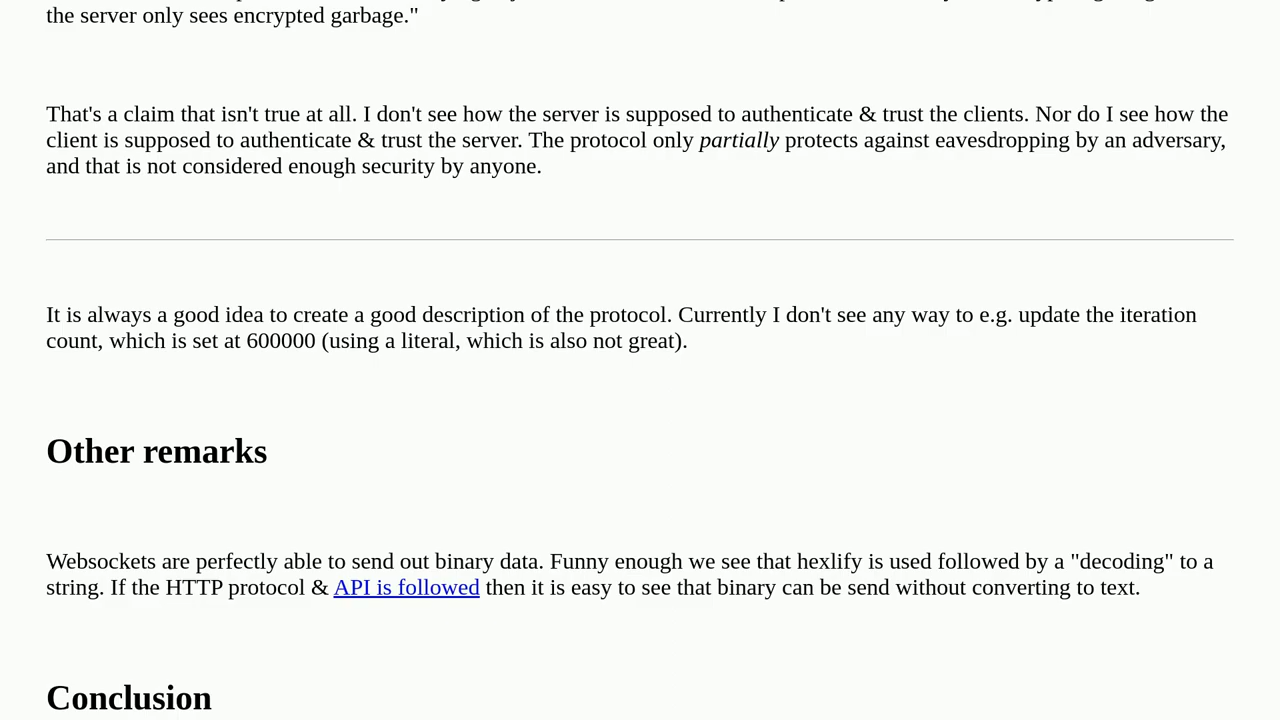 the server only sees encrypted garbage."
That's a claim that isn't true at all. I don't see how the server is supposed to authenticate & trust the clients. Nor do I see how the
client is supposed to authenticate & trust the server. The protocol only partially protects against eavesdropping by an adversary,
and that is not considered enough security by anyone.
It is always a good idea to create a good description of the protocol. Currently I don't see any way to e.g. update the iteration
count, which is set at 600000 (using a literal, which is also not great).
Other remarks
Websockets are perfectly able to send out binary data. Funny enough we see that hexlify is used followed by a "decoding" to a
string. If the HTTP protocol & API is followed then it is easy to see that binary can be send without converting to text.
Conclusion